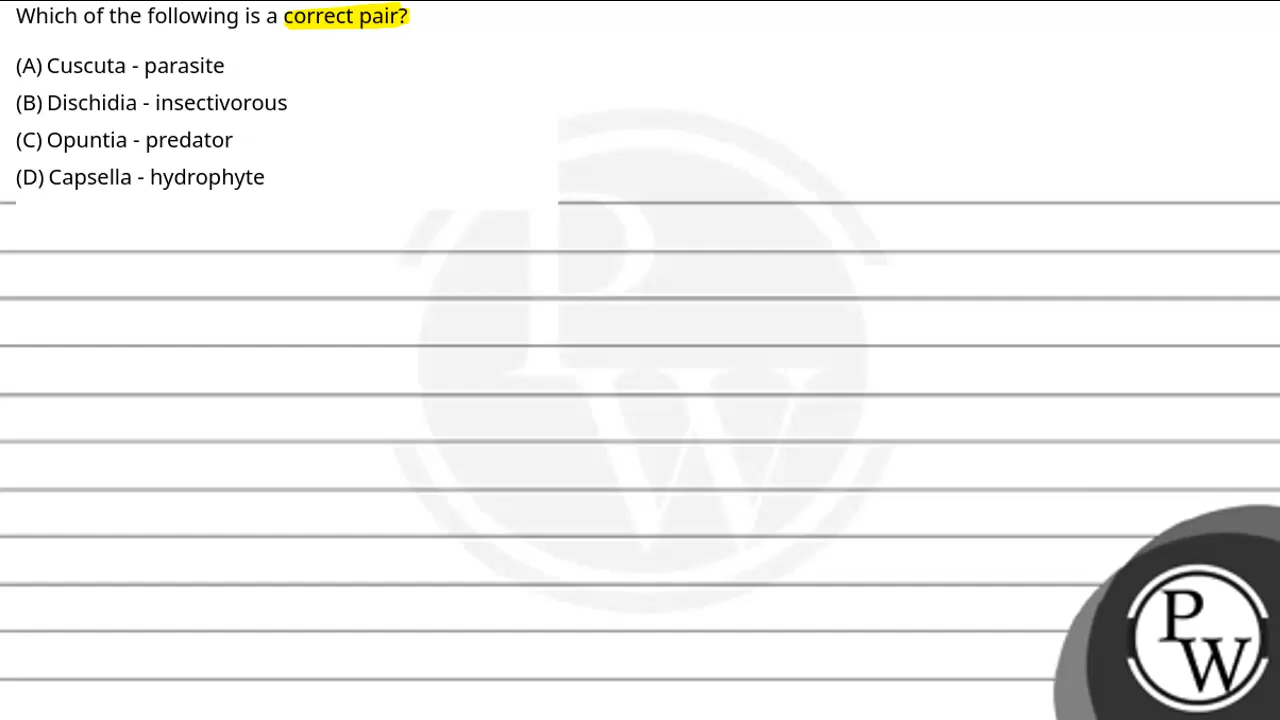 Which of the following is a correct pair?
(A) Cuscuta - parasite
(B) Dischidia - insectivorous
(C) Opuntia - predator
(D) Capsella - hydrophyte
P
W
P
W